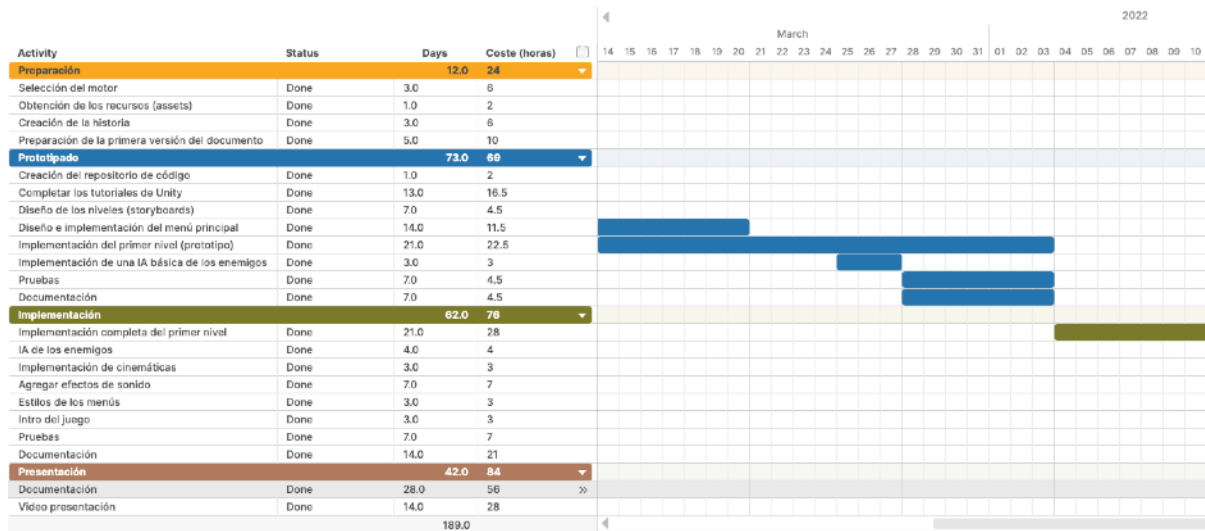 2022
March
Activity Status Days Coste (horas) 14 15 16 17 18 19 20 21 22 23 24 25 26 27 28 29 30 31 01 02 03 04 05 06 07 08 09 10
Preparación 12.0 24
Selección del motor Done 3.0 6
Obtención de los recursos (assets) Done 1.0 2
Creación de la historia Done 3.0 6
Preparación de la primera versión del documento Done 5.0 10
Prototipado 73.0 69
Creación del repositorio de código Done 1.0 2
Completar los tutoriales de Unity Done 13.0 16.5
Diseño de los niveles (storyboards) Done 7.0 4.5
Diseño e implementación del menú principal Done 14.0 11.5
Implementación del primer nivel (prototipo) Done 21.0 22.5
Implementación de una IA básica de los enemigos Done 3.0 3
Pruebas Done 7.0 4.5
Documentación Done 7.0 4.5
Implementación 62.0 76
Implementación completa del primer nivel Done 21.0 28
IA de los enemigos Done 4.0 4
Implementación de cinemáticas Done 3.0 3
Agregar efectos de sonido Done 7.0 7
Estilos de los menús Done 3.0 3
Intro del juego Done 3.0 3
Pruebas Done 7.0 7
Documentación Done 14.0 21
Presentación 42.0 84
Documentación Done 28.0 56 »
Video presentación Done 14.0 28
189.0